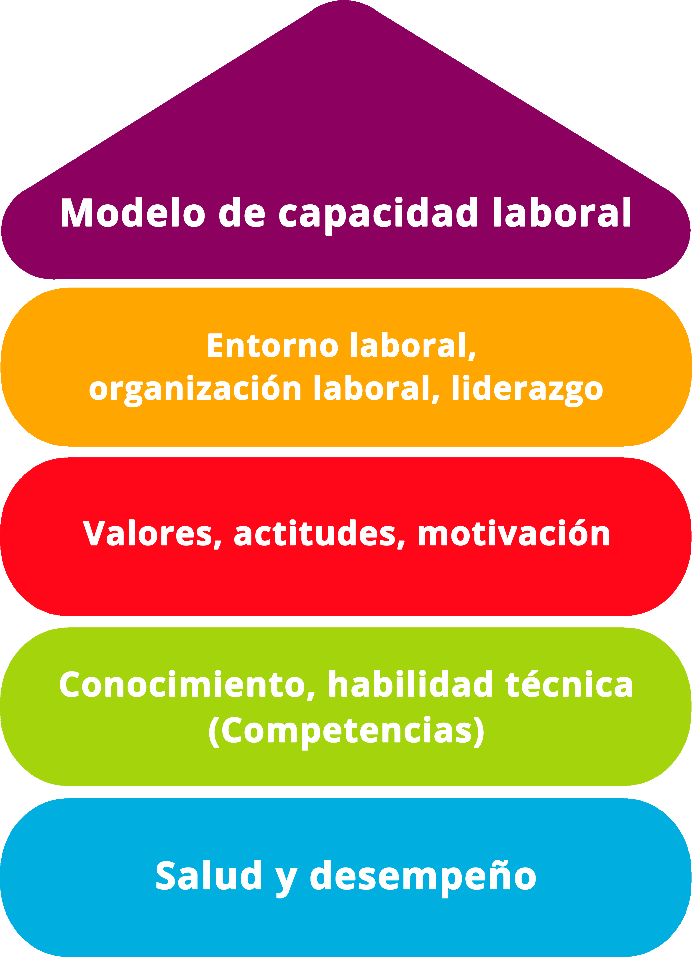 Modelo de capacidad laboral
Entorno laboral,
organización laboral, liderazgo
Valores, actitudes, motivación
Conocimiento, habilidad técnica
(Competencias)
Salud y desempeño